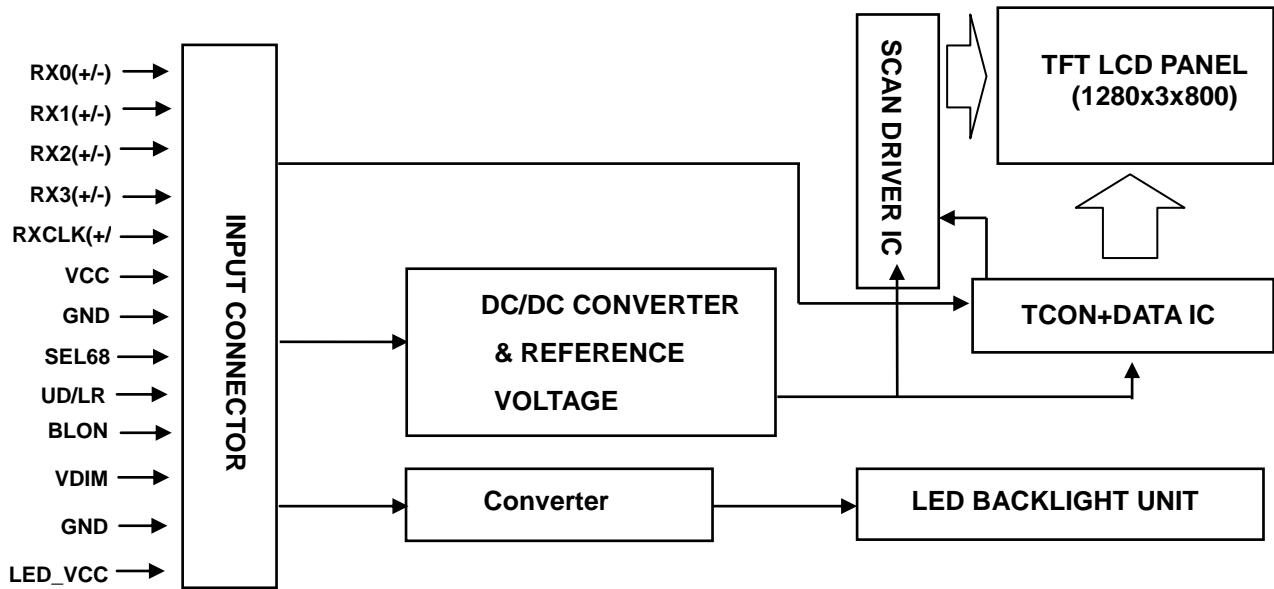 RX0(+/-)
RX1(+/-)
RX2(+/-)
RX3(+/-)
RXCLK(+/
VCC
GND
SEL68
UD/LR
BLON
VDIM
GND
LED_VCC
INPUT CONNECTOR
DC/DC CONVERTER
& REFERENCE
VOLTAGE
Converter
SCAN DRIVER IC
TFT LCD PANEL
(1280x3x800)
TCON+DATA IC
LED BACKLIGHT UNIT